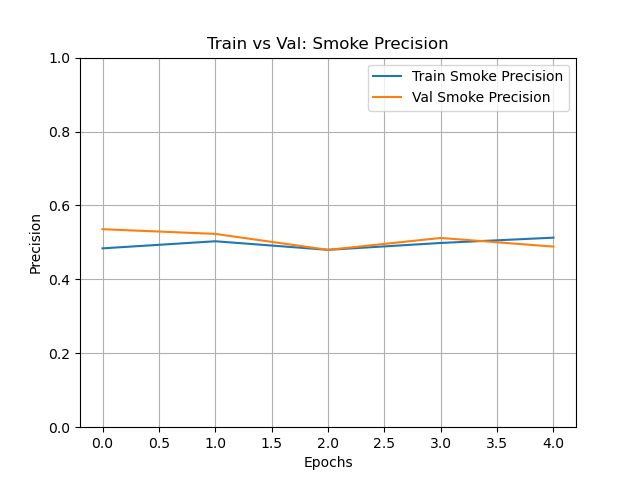 Train vs Val: Smoke Precision
1.0
Train Smoke Precision
Val Smoke Precision
0.8
0.6
0.4
0.2
0.0
Precision
0.0 0.5 1.0 1.5 2.0 2.5 3.0 3.5 4.0
Epochs